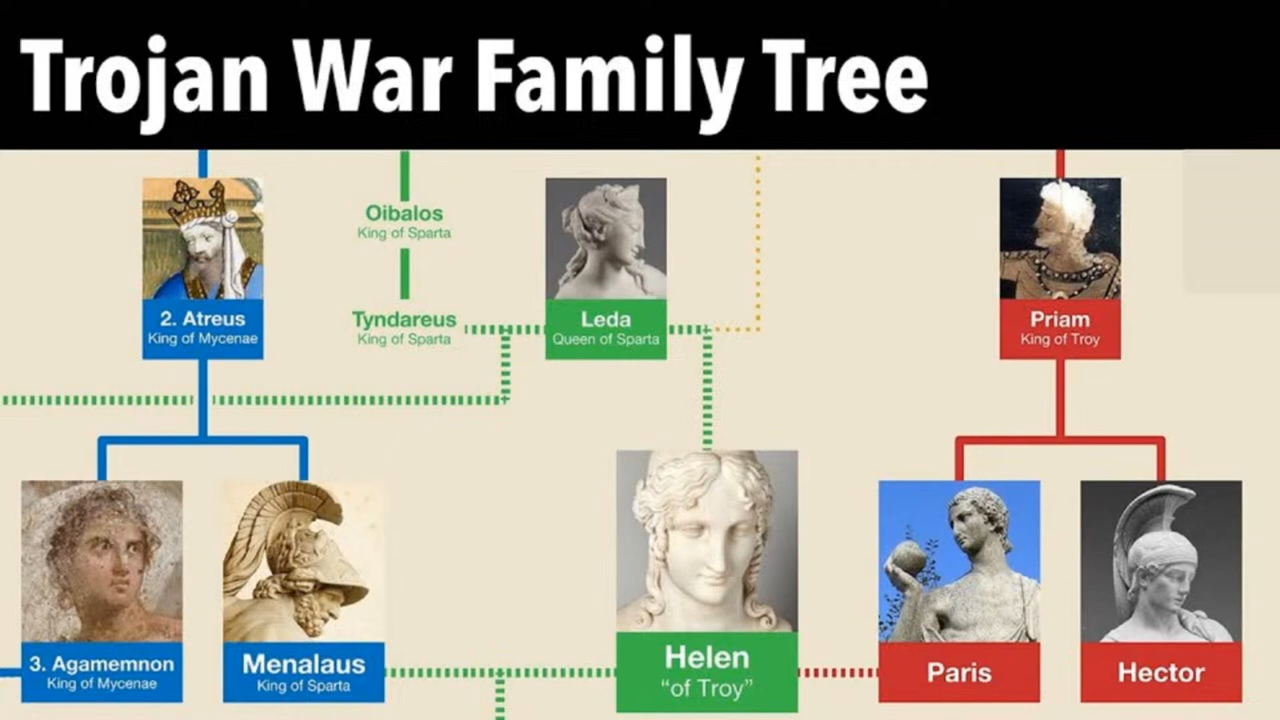 Trojan War Family Tree
Oibalos
King of Sparta
2. Atreus
King of Mycenae
Tyndareus
King of Sparta
Leda
Queen of Sparta
Priam
King of Troy
3. Agamemnon
King of Mycenae
Menalaus
King of Sparta
Helen
“of Troy”
Paris
Hector